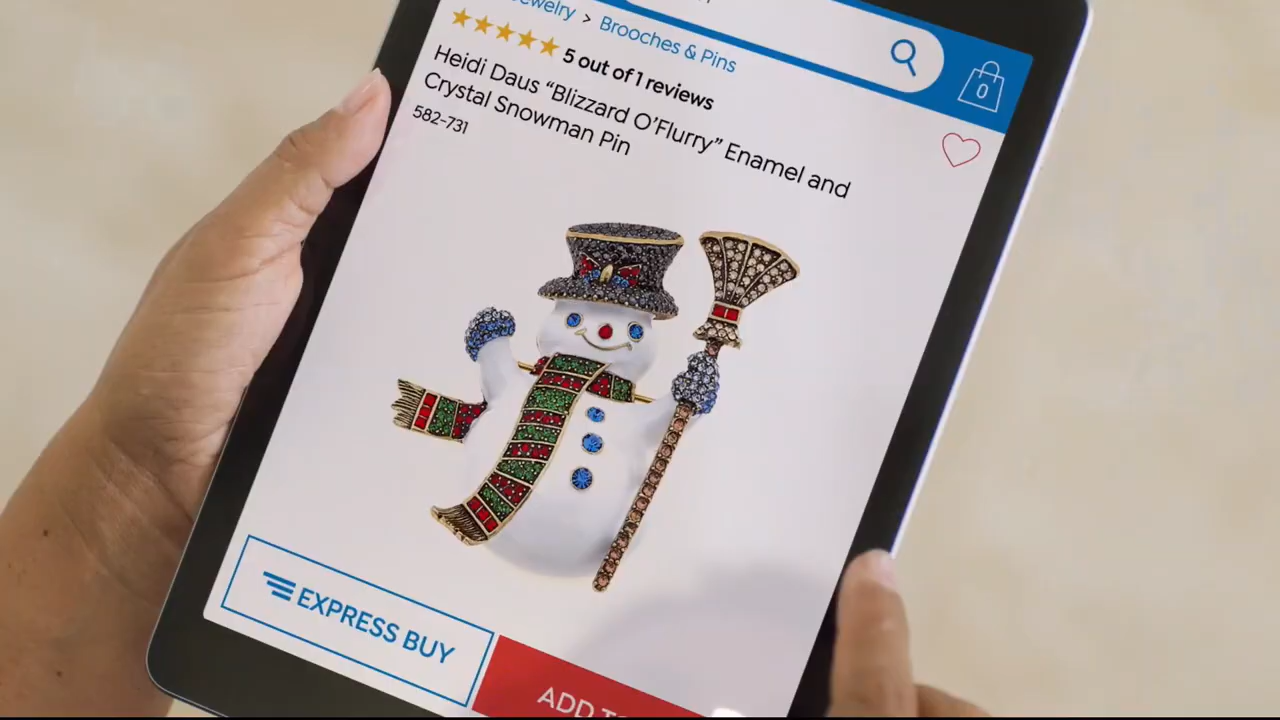 > Brooches & Pins
0
5 out of 1 reviews
Heidi Daus “Blizzard O’Flurry” Enamel and
Crystal Snowman Pin
582-731
EXPRESS BUY
ADD